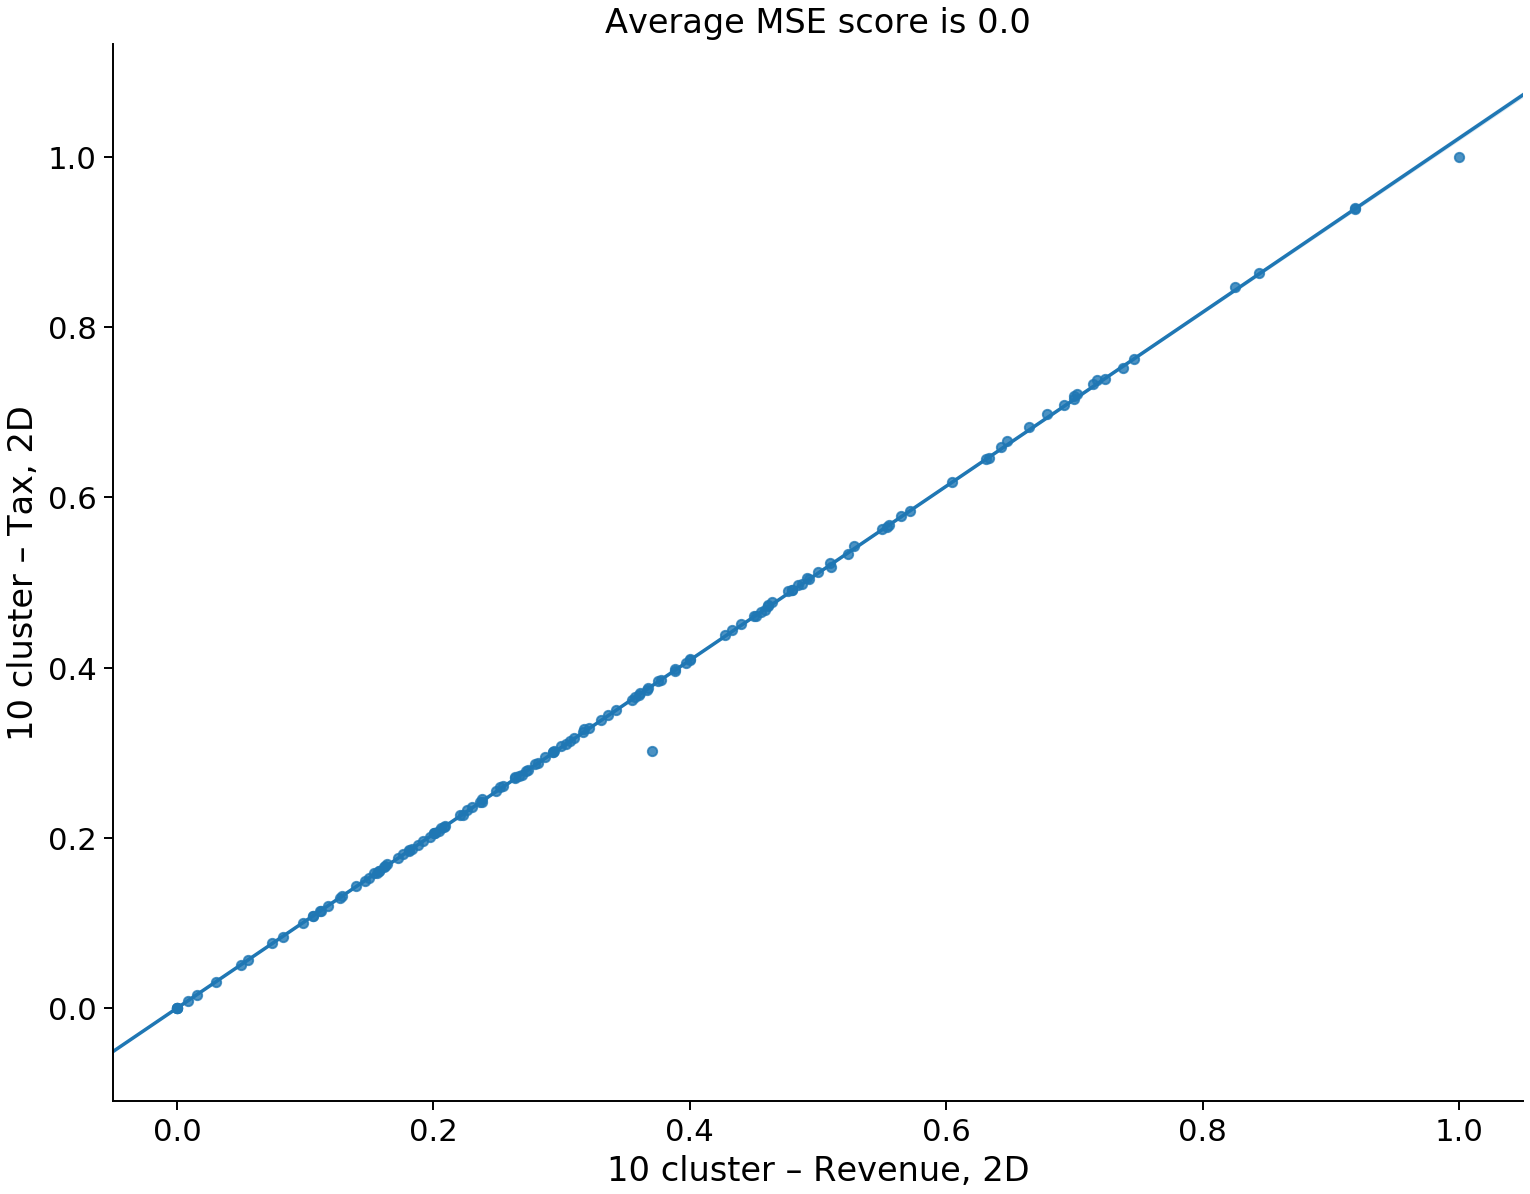 Average MSE score is 0.0
10 cluster – Tax, 2D
1.0
0.8
0.6
0.4
0.2
0.0
0.0 0.2 0.4 0.6 0.8 1.0
10 cluster – Revenue, 2D